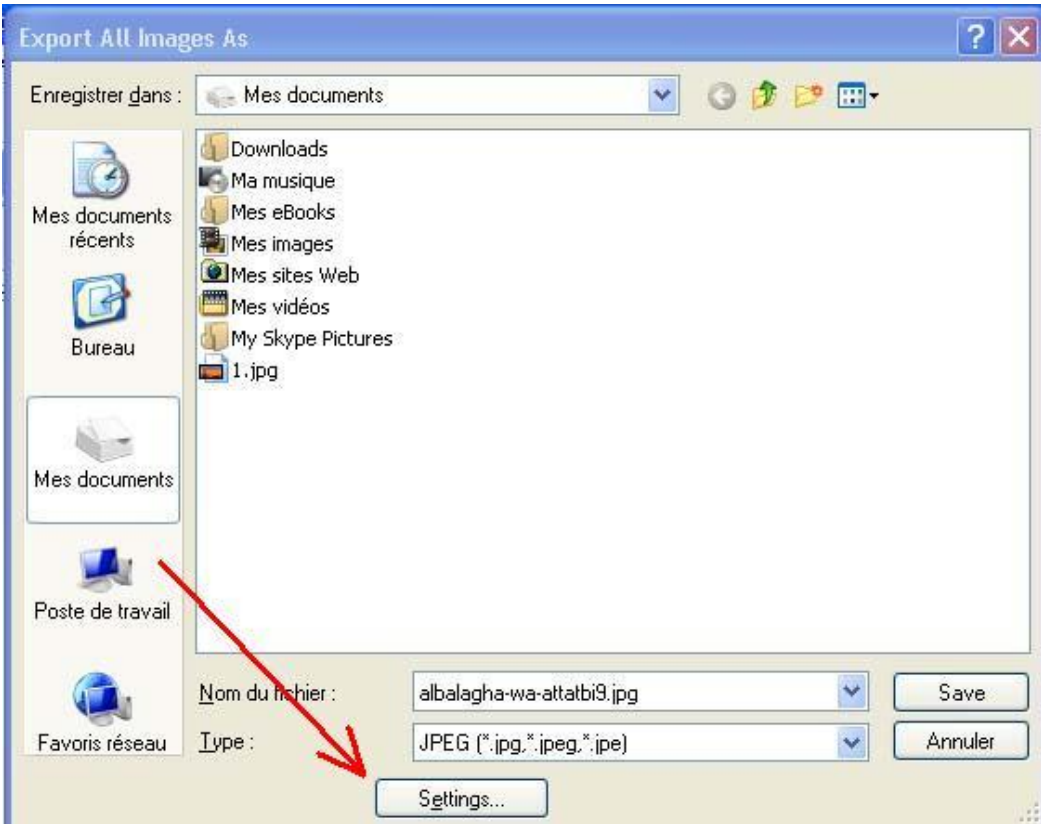 Export All Images As
Enregistrer dans :
Mes documents
Downloads
Ma musique
Mes eBooks
Mes images
Mes sites Web
Mes vidéos
My Skype Pictures
1.jpg
Mes documents
récents
Bureau
Mes documents
Poste de travail
Favoris réseau
Nom du fichier :
albalagha-wa-attatbi9.jpg
Save
Type :
JPEG (*.jpg,*.jpeg,*.jpe)
Annuler
Settings...